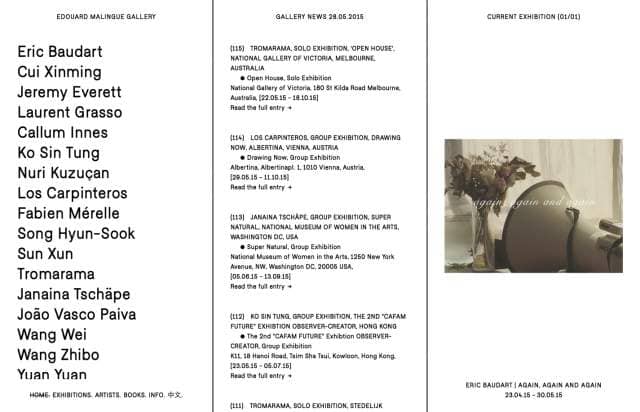 EDOUARD MALINGUE GALLERY
Eric Baudart
Cui Xinming
Jeremy Everett
Laurent Grasso
Callum Innes
Ko Sin Tung
Nuri Kuzuçan
Los Carpinteros
Fabien Mérelle
Song Hyun-Sook
Sun Xun
Tromarama
Janaina Tschäpe
João Vasco Paiva
Wang Wei
Wang Zhibo
Yuan Yuan
HOME. EXHIBITIONS. ARTISTS. BOOKS. INFO. 中文.
GALLERY NEWS 28.05.2015
(115) TROMARAMA, SOLO EXHIBITION, 'OPEN HOUSE',
NATIONAL GALLERY OF VICTORIA, MELBOURNE,
AUSTRALIA
● Open House, Solo Exhibition
National Gallery of Victoria, 180 St Kilda Road Melbourne,
Australia, [22.05.15 – 18.10.15]
Read the full entry →
(114) LOS CARPINTEROS, GROUP EXHIBITION, DRAWING
NOW, ALBERTINA, VIENNA, AUSTRIA
● Drawing Now, Group Exhibition
Albertina, Albertinapl. 1, 1010 Vienna, Austria,
[29.05.15 – 11.10.15]
Read the full entry →
(113) JANAINA TSCHÄPE, GROUP EXHIBITION, SUPER
NATURAL, NATIONAL MUSEUM OF WOMEN IN THE ARTS,
WASHINGTON DC, USA
● Super Natural, Group Exhibition
National Museum of Women in the Arts, 1250 New York
Avenue, NW, Washington DC, 20005 USA,
[05.06.15 – 13.09.15]
Read the full entry →
(112) KO SIN TUNG, GROUP EXHIBITION, THE 2ND "CAFAM
FUTURE" EXHIBTION OBSERVER-CREATOR, HONG KONG
● The 2nd "CAFAM FUTURE" Exhibtion OBSERVER-
CREATOR, Group Exhibition
K11, 18 Hanoi Road, Tsim Sha Tsui, Kowloon, Hong Kong,
[23.05.15 – 05.07.15]
Read the full entry →
(111) TROMARAMA, SOLO EXHIBITION, STEDELIJK
CURRENT EXHIBITION (01/01)
again, again and again
ERIC BAUDART | AGAIN, AGAIN AND AGAIN
23.04.15 - 30.05.15